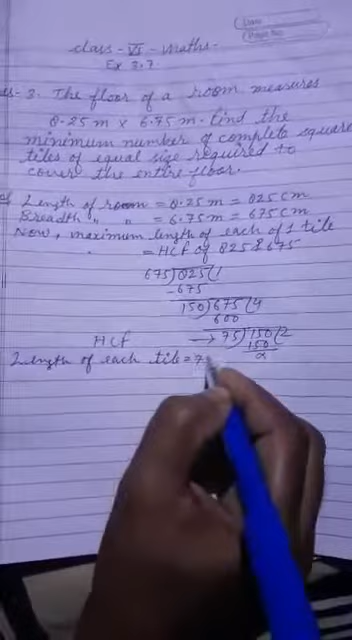 class - VI - maths -
Ex 3.7
3. The floor of a room measures
8.25 m × 6.75 m. Find the
minimum number of complete square
tiles of equal size required to
cover the entire floor.
Length of room = 8.25 m = 825 cm
Breadth " " = 6.75 m = 675 cm
Now, maximum length of each of 1 tile
= HCF of 825 & 675
675)825(1
-675
150)675(4
600
HCF → 75)150(2
150
Length of each tile = 7